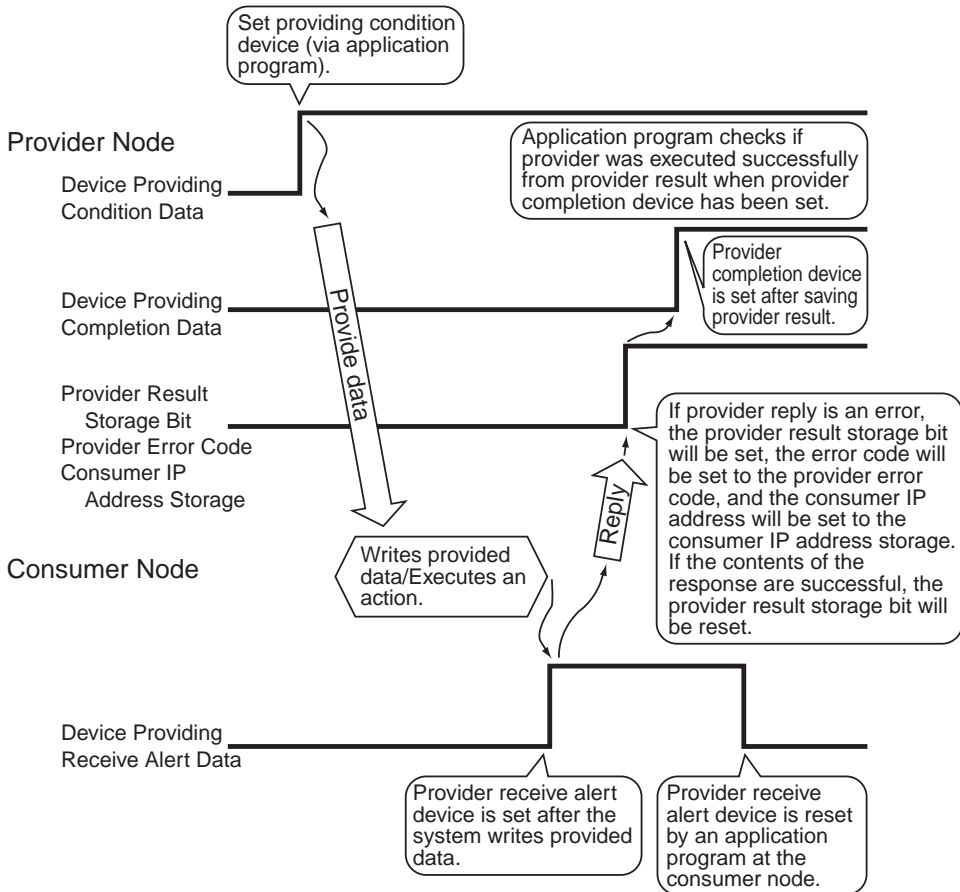 Set providing condition
device (via application
program).
Provider Node
Application program checks if
provider was executed successfully
from provider result when provider
completion device has been set.
Device Providing
Condition Data
Provider
completion device
is set after saving
provider result.
Device Providing
Completion Data
Provide data
Provider Result
Storage Bit
Provider Error Code
Consumer IP
Address Storage
If provider reply is an error,
the provider result storage bit
will be set, the error code will
be set to the provider error
code, and the consumer IP
address will be set to the
consumer IP address storage.
If the contents of the
response are successful, the
provider result storage bit will
be reset.
Reply
Consumer Node
Writes provided
data/Executes an
action.
Device Providing
Receive Alert Data
Provider receive alert
device is set after the
system writes provided
data.
Provider receive
alert device is reset
by an application
program at the
consumer node.